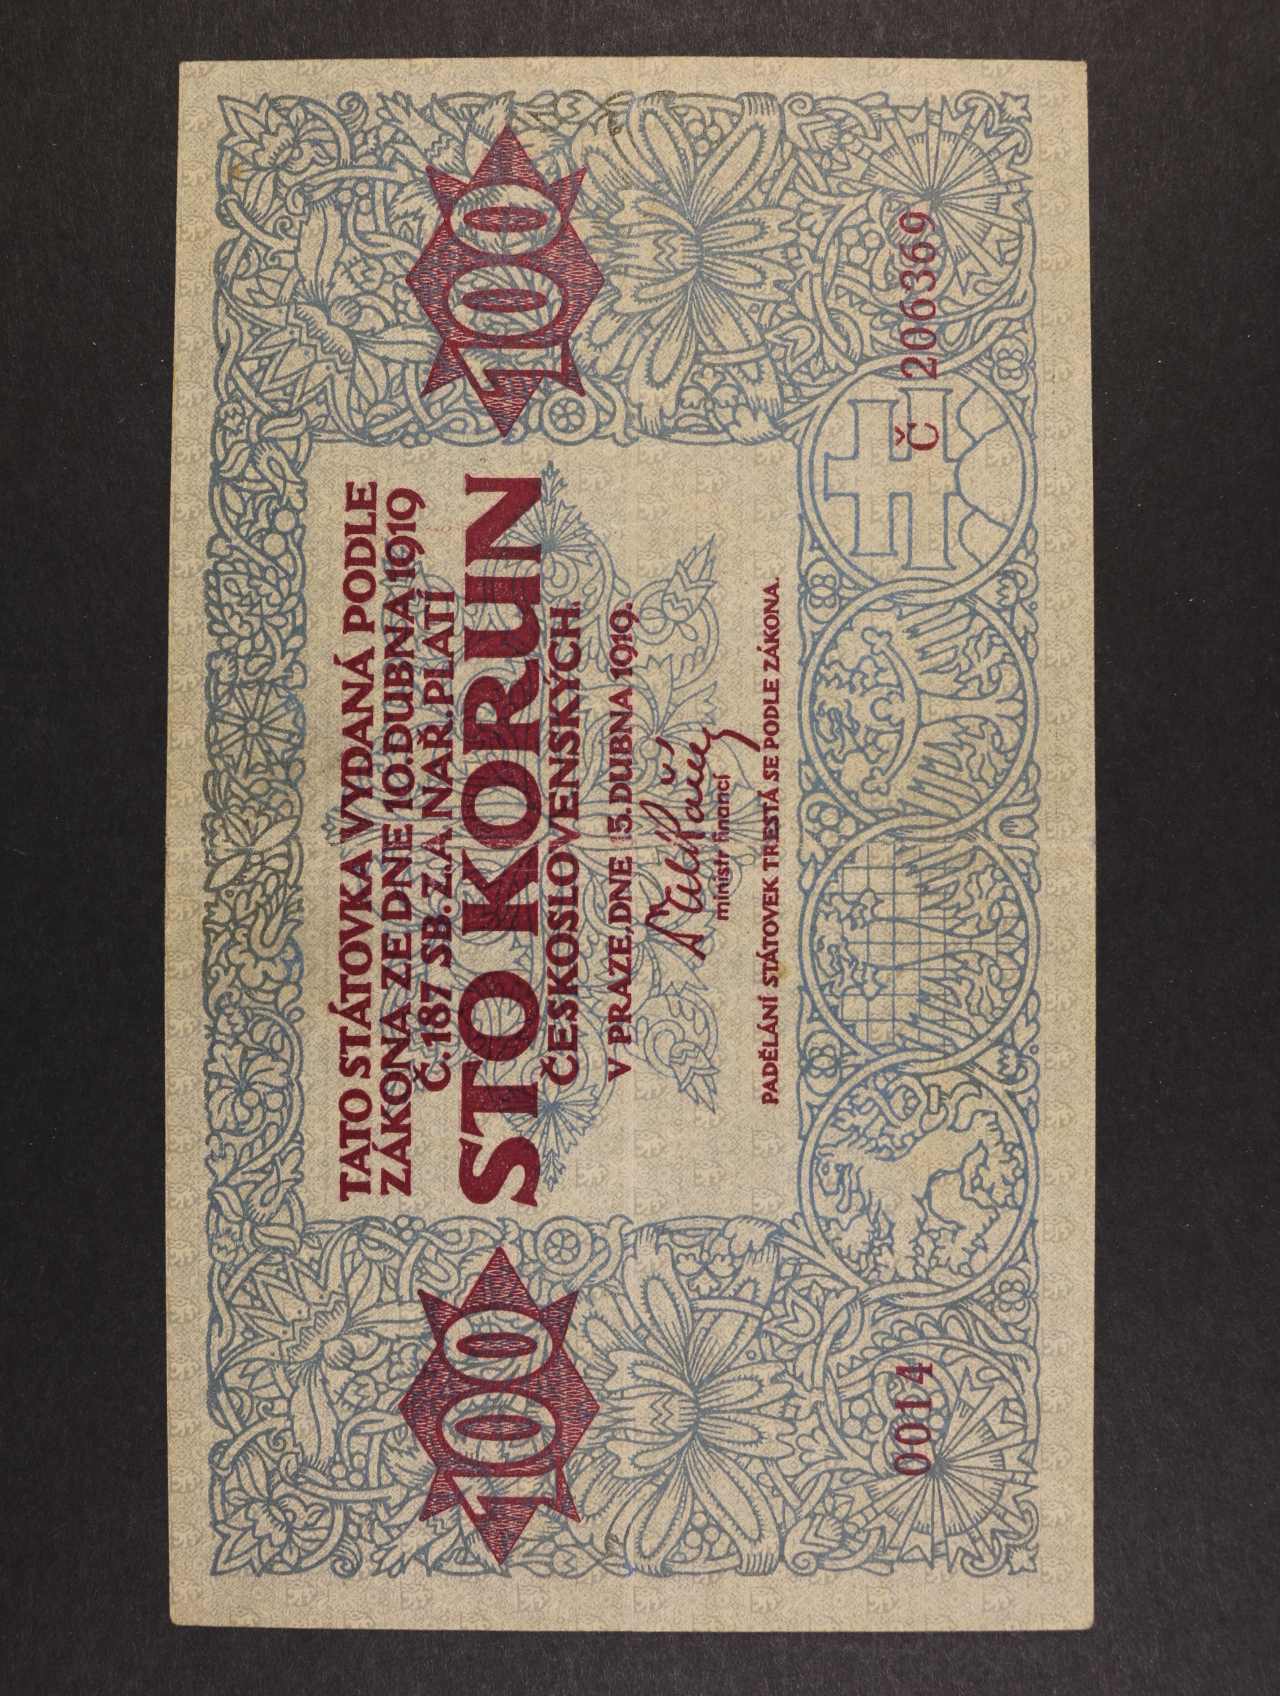 TATO STÁTOVKA VYDANÁ PODLE
ZÁKONA ZE DNE 10. DUBNA 1919
Č. 187 SB. Z. A NAŘ. PLATÍ
100
STO KORUN
100
ČESKOSLOVENSKÝCH.
V PRAZE, DNE 15. DUBNA 1919.
ministr financí
PADĚLÁNÍ STÁTOVEK TRESTÁ SE PODLE ZÁKONA.
0014
Č 206369